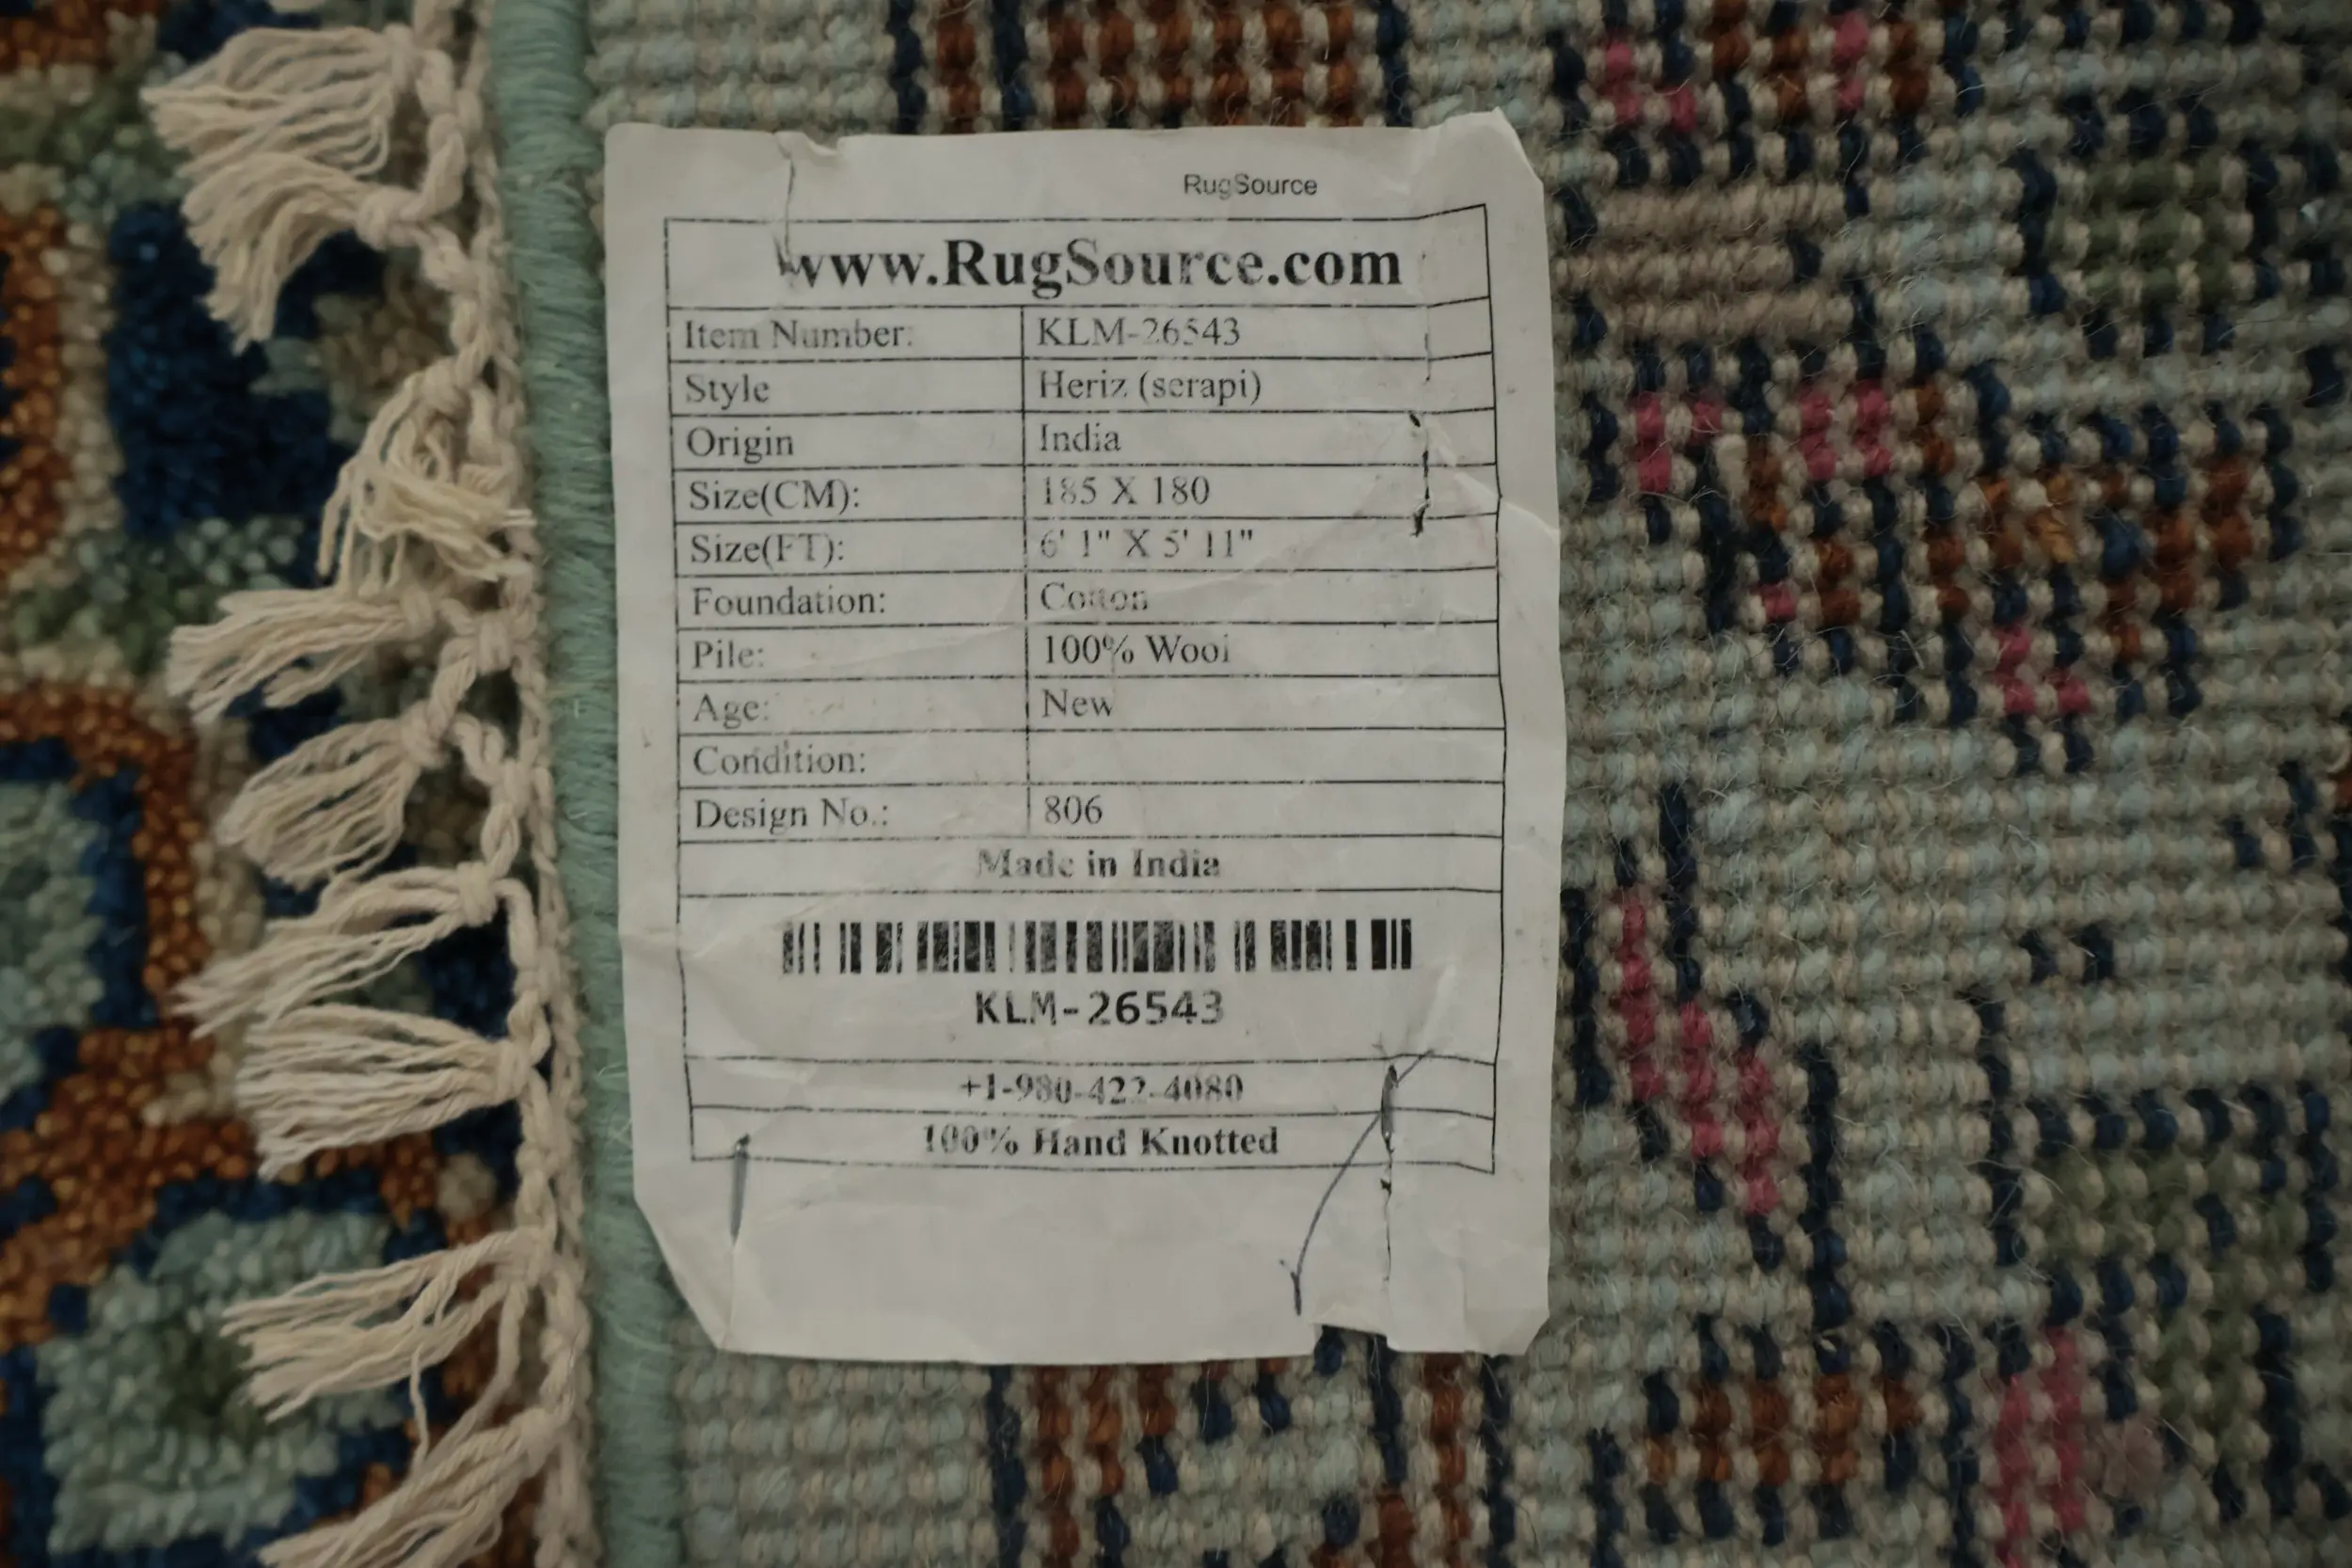 RugSource
www.RugSource.com
Item Number: KLM-26543
Style Heriz (serapi)
Origin India
Size(CM): 185 X 180
Size(FT): 6' 1" X 5' 11"
Foundation: Cotton
Pile: 100% Wool
Age: New
Condition:
Design No.: 806
Made in India
KLM-26543
+1-980-422-4080
100% Hand Knotted